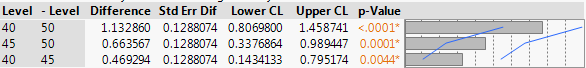 Level - Level Difference Std Err Dif Lower CL Upper CL p-Value
40 50 1.132860 0.1288074 0.8069800 1.458741 <.0001*
45 50 0.663567 0.1288074 0.3376864 0.989447 0.0001*
40 45 0.469294 0.1288074 0.1434133 0.795174 0.0044*